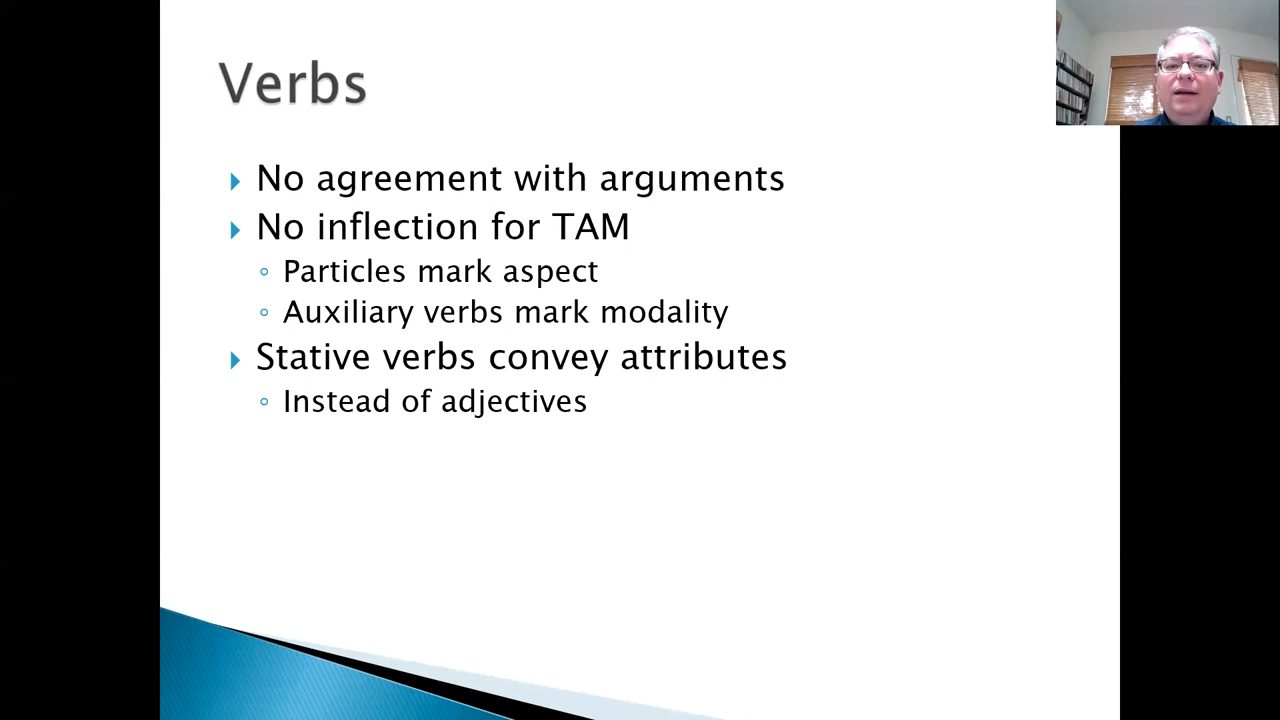 Verbs
No agreement with arguments
No inflection for TAM
Particles mark aspect
Auxiliary verbs mark modality
Stative verbs convey attributes
Instead of adjectives